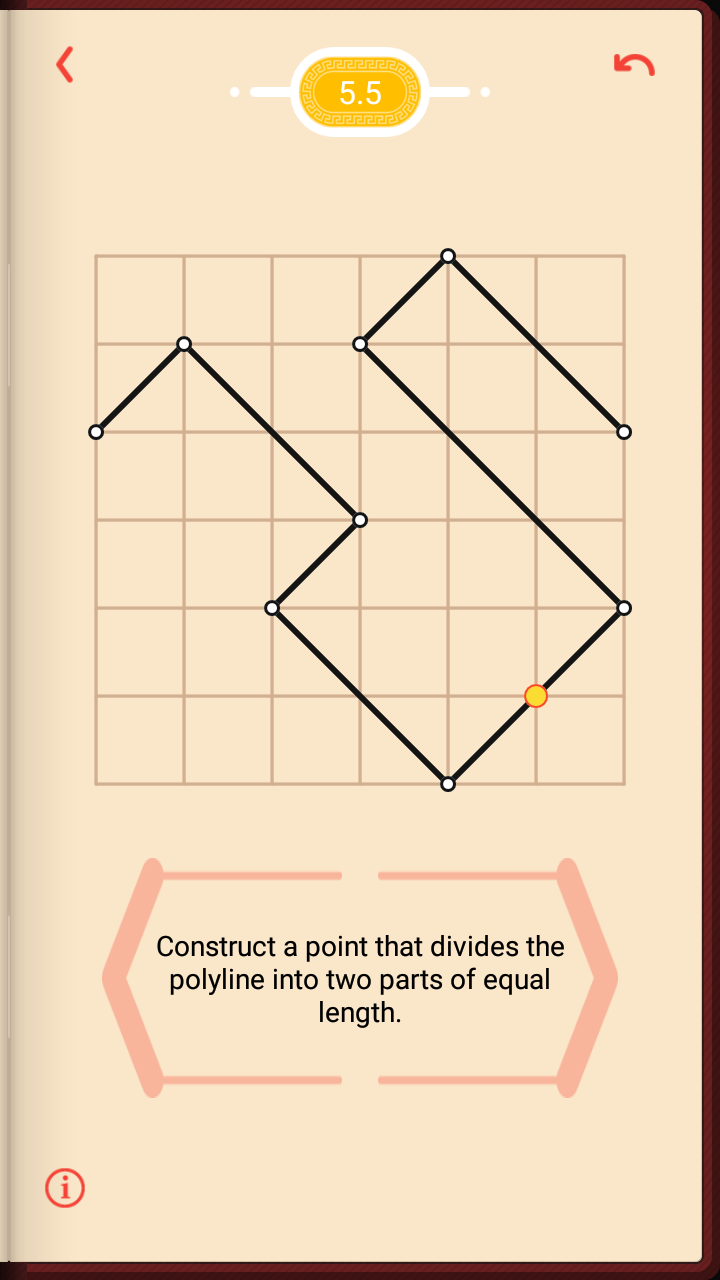 5.5
Construct a point that divides the
polyline into two parts of equal
length.
i